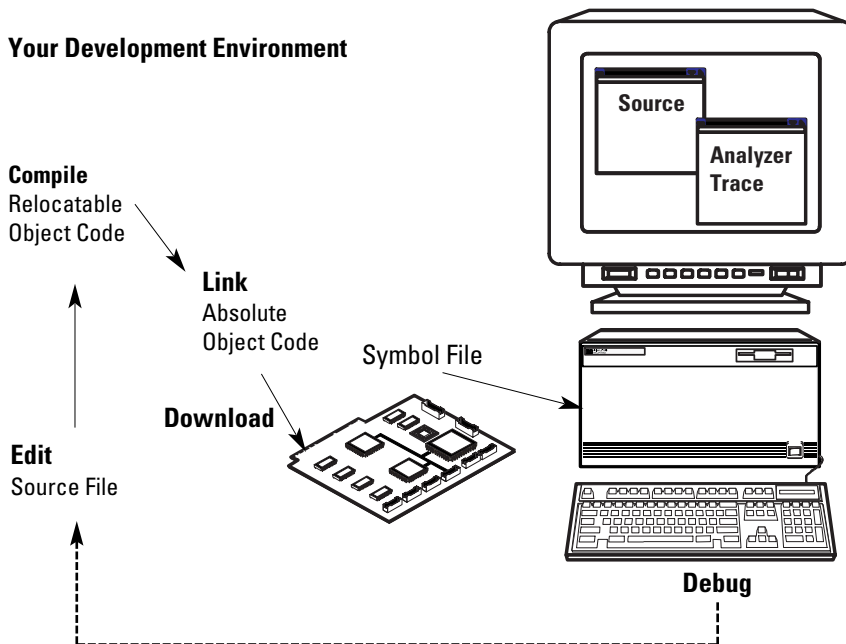 Your Development Environment
Source
Analyzer
Trace
Compile
Relocatable
Object Code
Link
Absolute
Object Code
Symbol File
Download
Edit
Source File
Debug